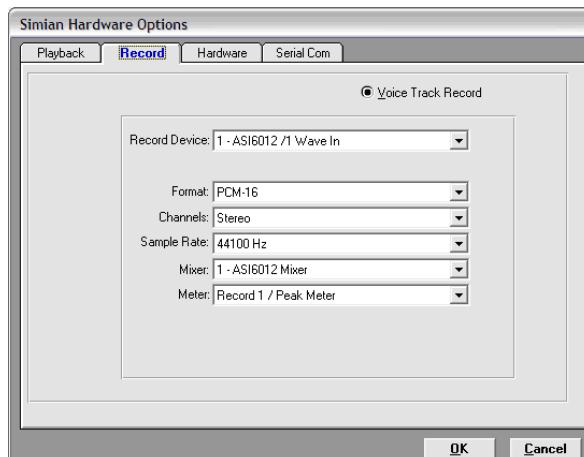 Simian Hardware Options
Playback Record Hardware Serial Com
Voice Track Record
Record Device: 1 - ASI6012 /1 Wave In
Format: PCM-16
Channels: Stereo
Sample Rate: 44100 Hz
Mixer: 1 - ASI6012 Mixer
Meter: Record 1 / Peak Meter
OK Cancel